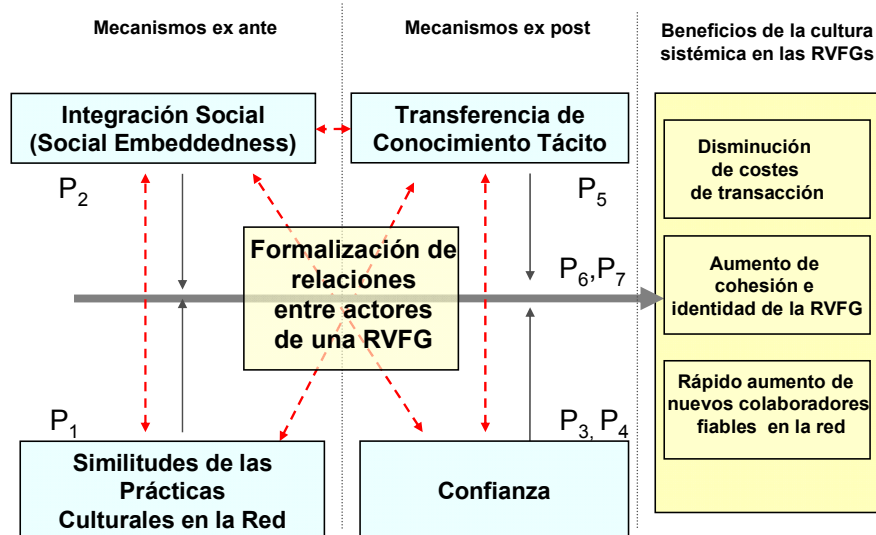 Mecanismos ex ante
Mecanismos ex post
Beneficios de la cultura
sistémica en las RVFGs
Integración Social
(Social Embeddedness)
Transferencia de
Conocimiento Tácito
Disminución
de costes
de transacción
P2
P5
Formalización de
relaciones
entre actores
de una RVFG
P6,P7
Aumento de
cohesión e
identidad de la RVFG
Rápido aumento de
nuevos colaboradores
fiables en la red
P1
P3, P4
Similitudes de las
Prácticas
Culturales en la Red
Confianza